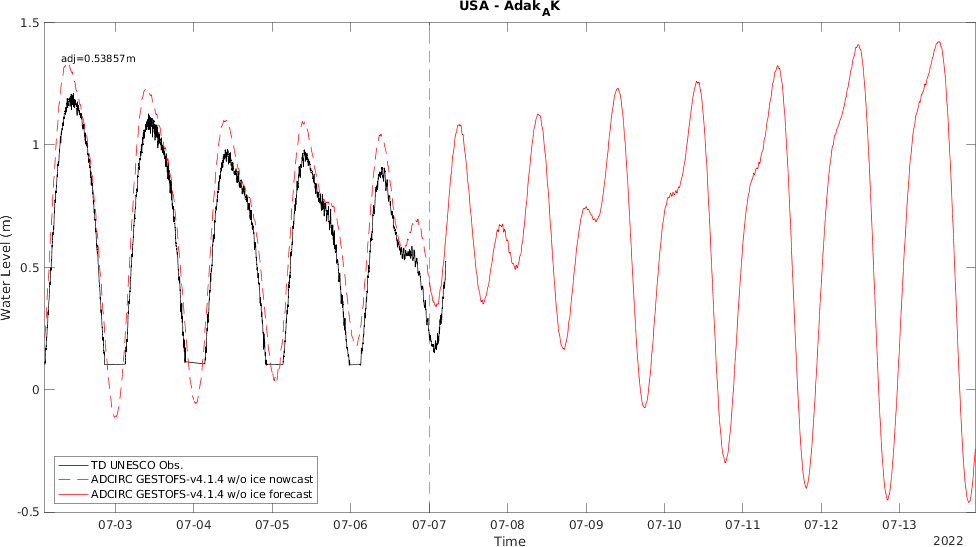 USA - Adak AK
adj=0.53857m
1.5
1
0.5
0
-0.5
Water Level (m)
TD UNESCO Obs.
ADCIRC GESTOFS-v4.1.4 w/o ice nowcast
ADCIRC GESTOFS-v4.1.4 w/o ice forecast
07-03 07-04 07-05 07-06 07-07 07-08 07-09 07-10 07-11 07-12 07-13
Time
2022